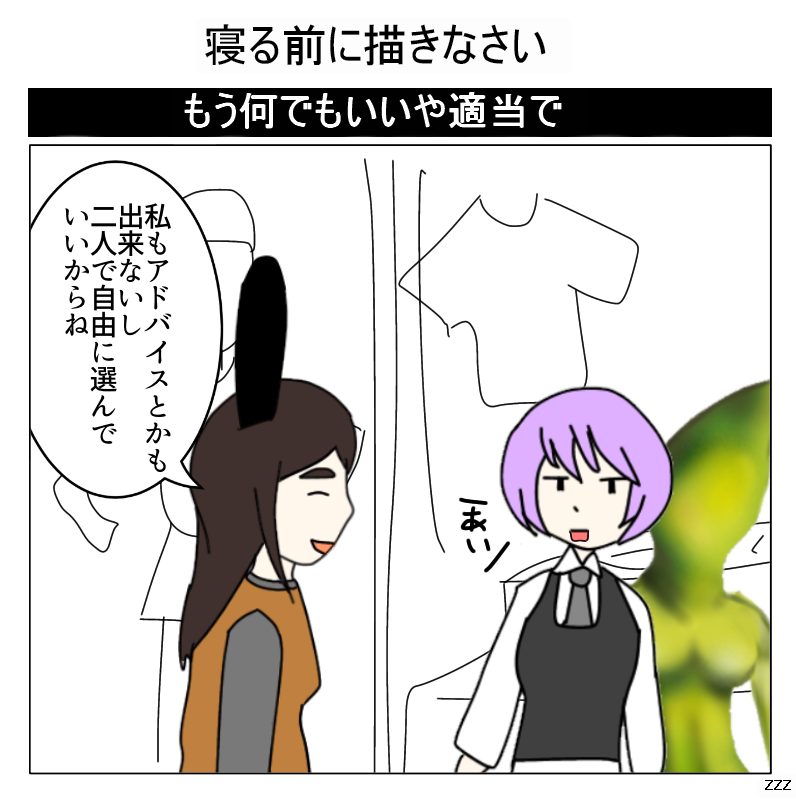 寝る前に描きなさい
もう何でもいいや適当で
私もアドバイスとかも
出来ないし
二人で自由に選んで
いいからね
あい
zzz